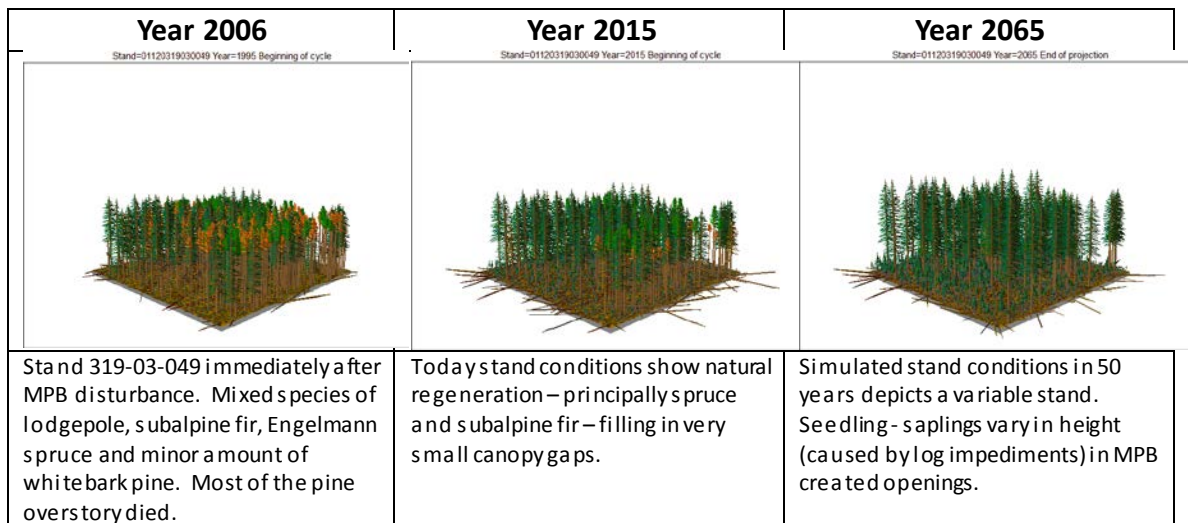 Year 2006
Year 2015
Year 2065
Stand=01120319030049 Year=1995 Beginning of cycle
Stand=01120319030049 Year=2015 Beginning of cycle
Stand=01120319030049 Year=2065 End of projection
Stand 319-03-049 immediately after
MPB disturbance. Mixed species of
lodgepole, subalpine fir, Engelmann
spruce and minor amount of
whitebark pine. Most of the pine
overstory died.
Today stand conditions show natural
regeneration – principally spruce
and subalpine fir – filling in very
small canopy gaps.
Simulated stand conditions in 50
years depicts a variable stand.
Seedling - saplings vary in height
(caused by log impediments) in MPB
created openings.